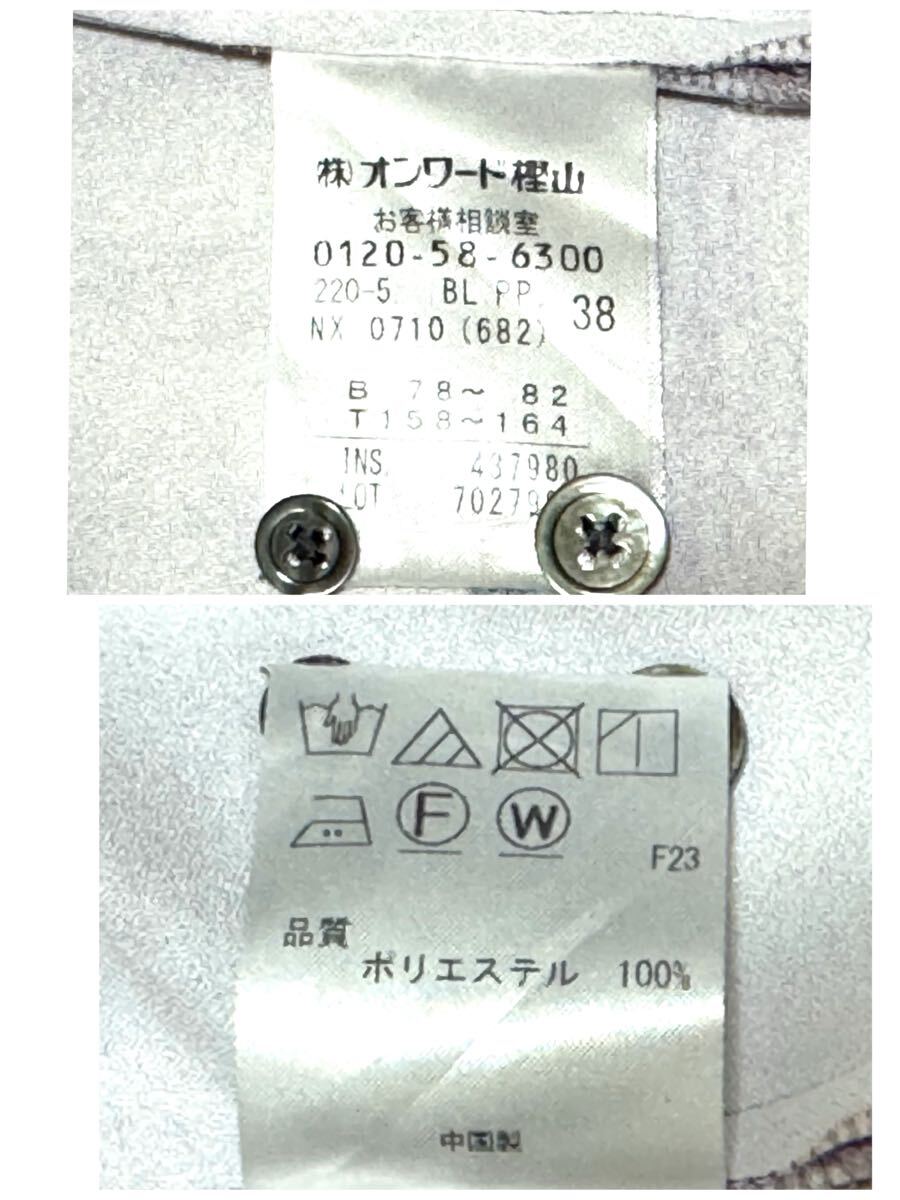 ㈱オンワード樫山
お客様相談室
0120-58-6300
220-5 BL PP 38
NX 0710 (682)
B 78～ 82
T 158～164
INS. 437980
LOT
F W
F23
品質
ポリエステル 100%
中国製